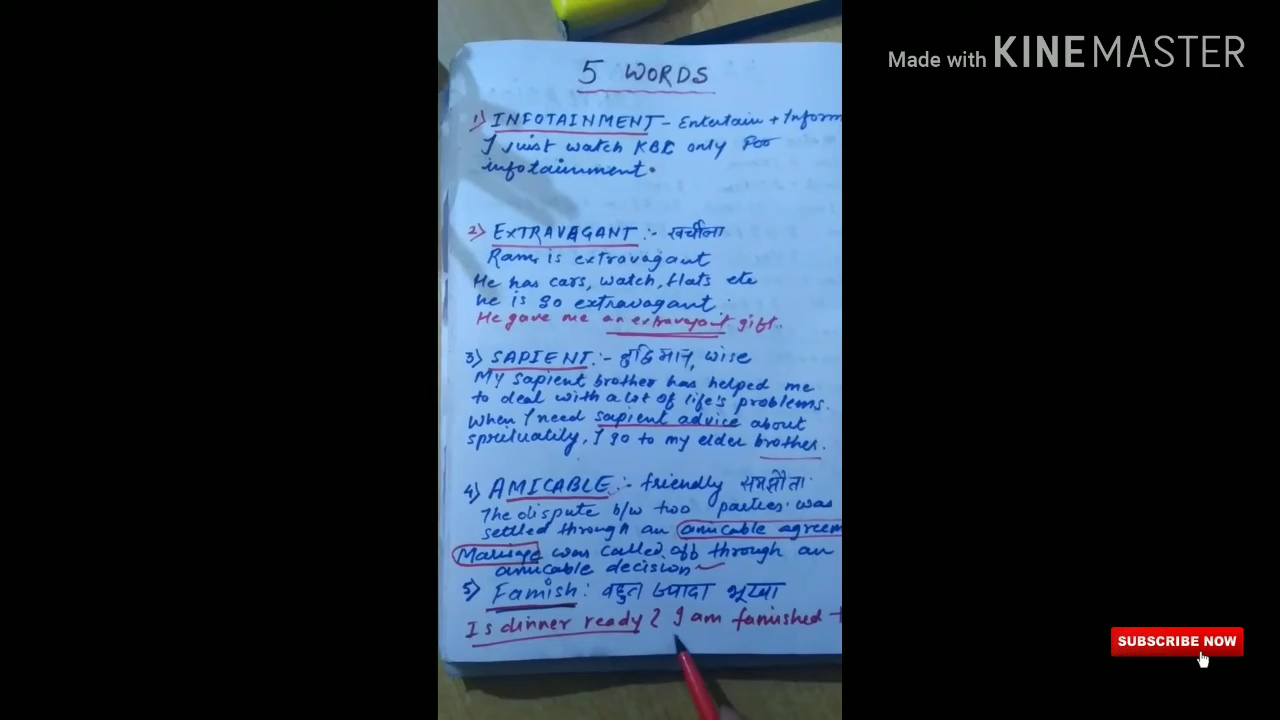 Made with KINEMASTER
5 WORDS
1) INFOTAINMENT - Entertain + Inform
I just watch KBC only
infotainment.
2) EXTRAVAGANT :- खर्चीला
Ram is extravagant
He has cars, watch, flats etc
he is so extravagant.
He gave me an extravagant gift.
3) SAPIENT :- बुद्धिमान, wise
My sapient brother has helped me
to deal with a lot of life's problems.
When I need sapient advice about
sprituality, I go to my elder brother.
4) AMICABLE :- friendly समझौता
The dispute b/w two parties was
settled through an amicable agreem
Marriage was called off through an
amicable decision
5) Famish : बहुत ज्यादा भूखा
Is dinner ready? I am famished
SUBSCRIBE NOW